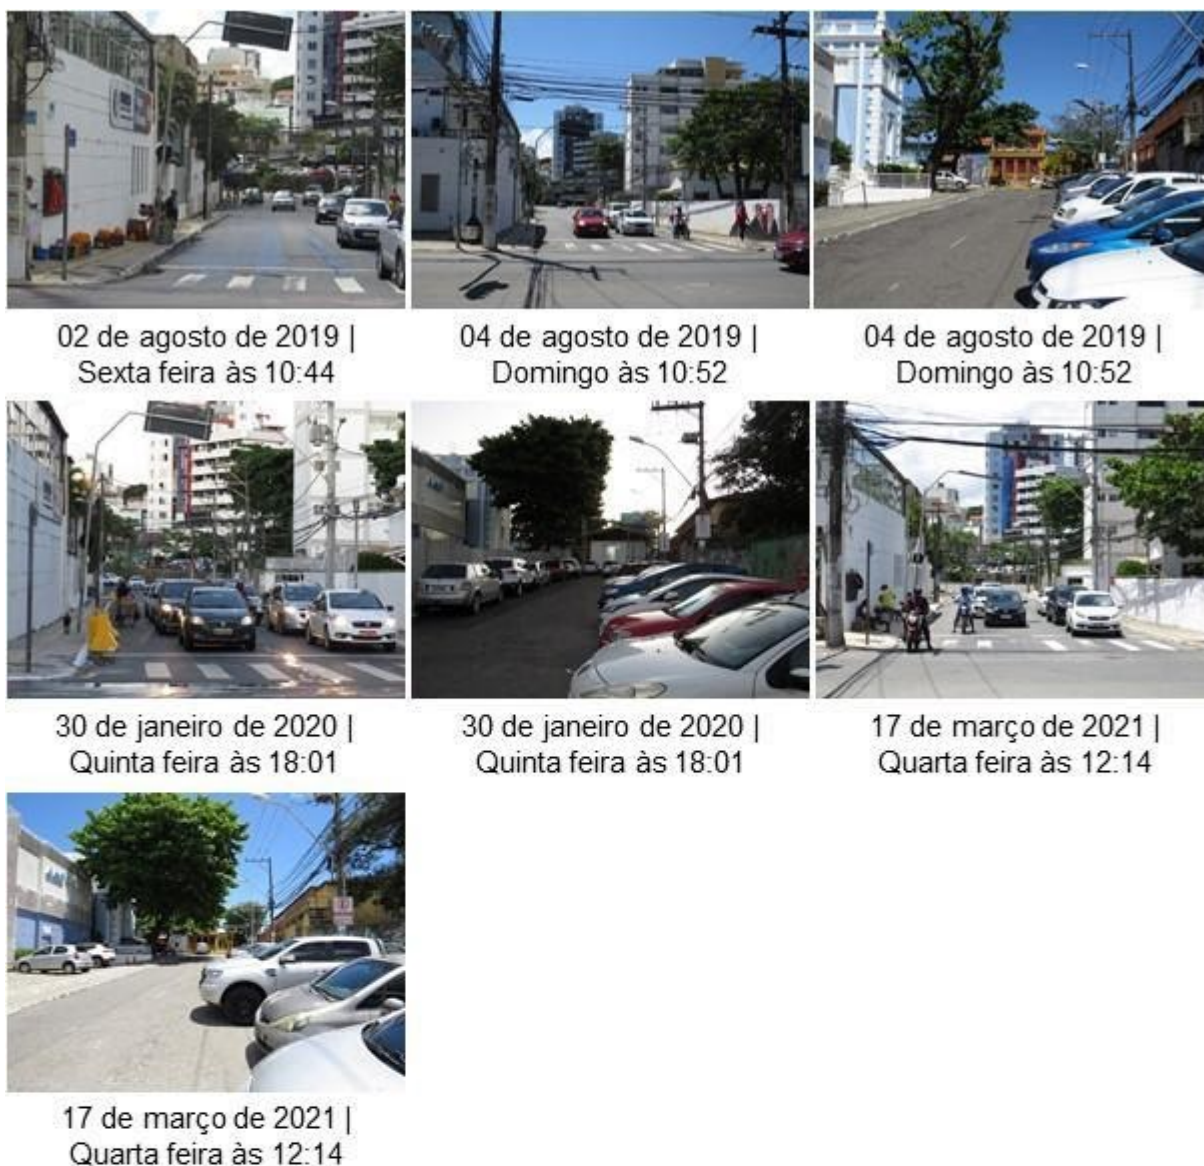 02 de agosto de 2019 |
Sexta feira às 10:44
04 de agosto de 2019 |
Domingo às 10:52
04 de agosto de 2019 |
Domingo às 10:52
30 de janeiro de 2020 |
Quinta feira às 18:01
30 de janeiro de 2020 |
Quinta feira às 18:01
17 de março de 2021 |
Quarta feira às 12:14
17 de março de 2021 |
Quarta feira às 12:14